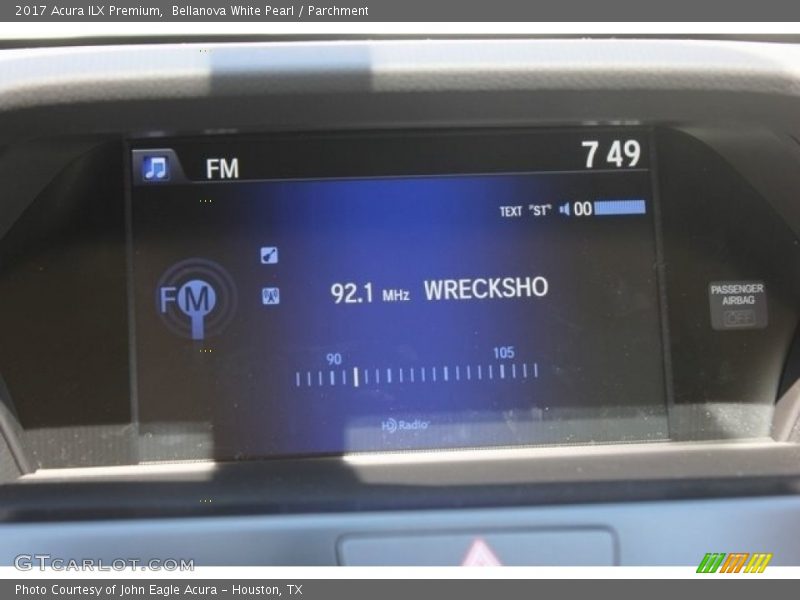 2017 Acura ILX Premium,  Bellanova White Pearl / Parchment
FM
7 49
TEXT "ST" 00
FM
92.1 MHz WRECKSHO
PASSENGER
AIRBAG
OFF
90 105
HD Radio
GTCARLOT.COM
Photo Courtesy of John Eagle Acura - Houston, TX